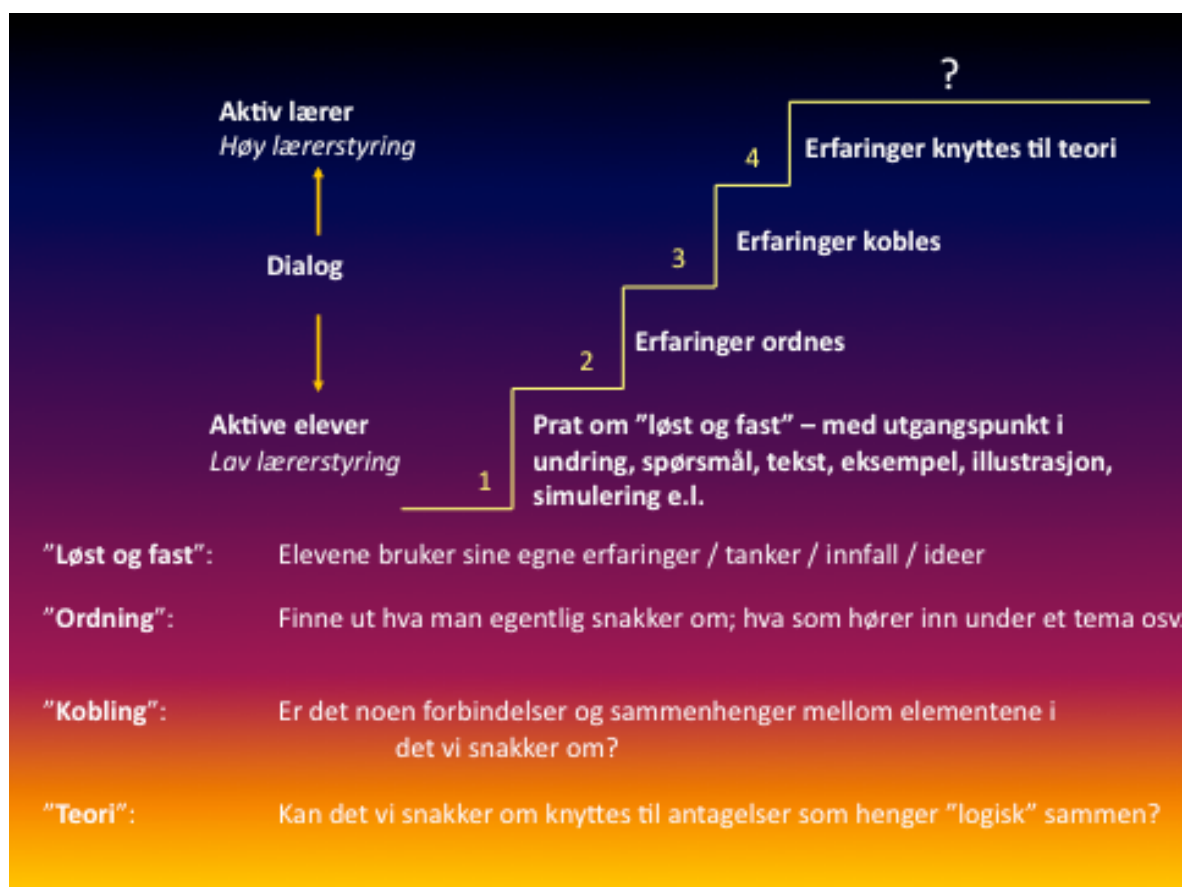 ?
Aktiv lærer
Høy lærerstyring
4
Erfaringer knyttes til teori
Erfaringer kobles
3
Dialog
Erfaringer ordnes
2
Aktive elever
Lav lærerstyring
1
Prat om ”løst og fast” – med utgangspunkt i
undring, spørsmål, tekst, eksempel, illustrasjon,
simulering e.l.
”Løst og fast”: Elevene bruker sine egne erfaringer / tanker / innfall / ideer
”Ordning”: Finne ut hva man egentlig snakker om; hva som hører inn under et tema osv.
”Kobling”: Er det noen forbindelser og sammenhenger mellom elementene i
det vi snakker om?
”Teori”: Kan det vi snakker om knyttes til antagelser som henger ”logisk” sammen?